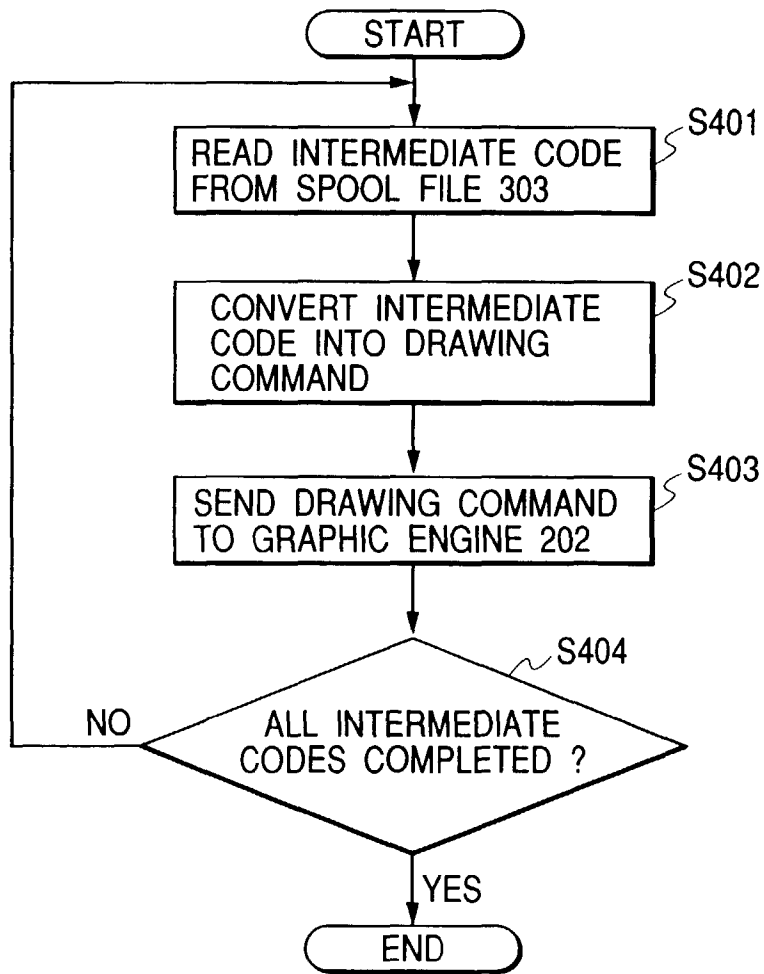 START
S401
READ INTERMEDIATE CODE
FROM SPOOL FILE 303
S402
CONVERT INTERMEDIATE
CODE INTO DRAWING
COMMAND
S403
SEND DRAWING COMMAND
TO GRAPHIC ENGINE 202
S404
NO
ALL INTERMEDIATE
CODES COMPLETED ?
YES
END